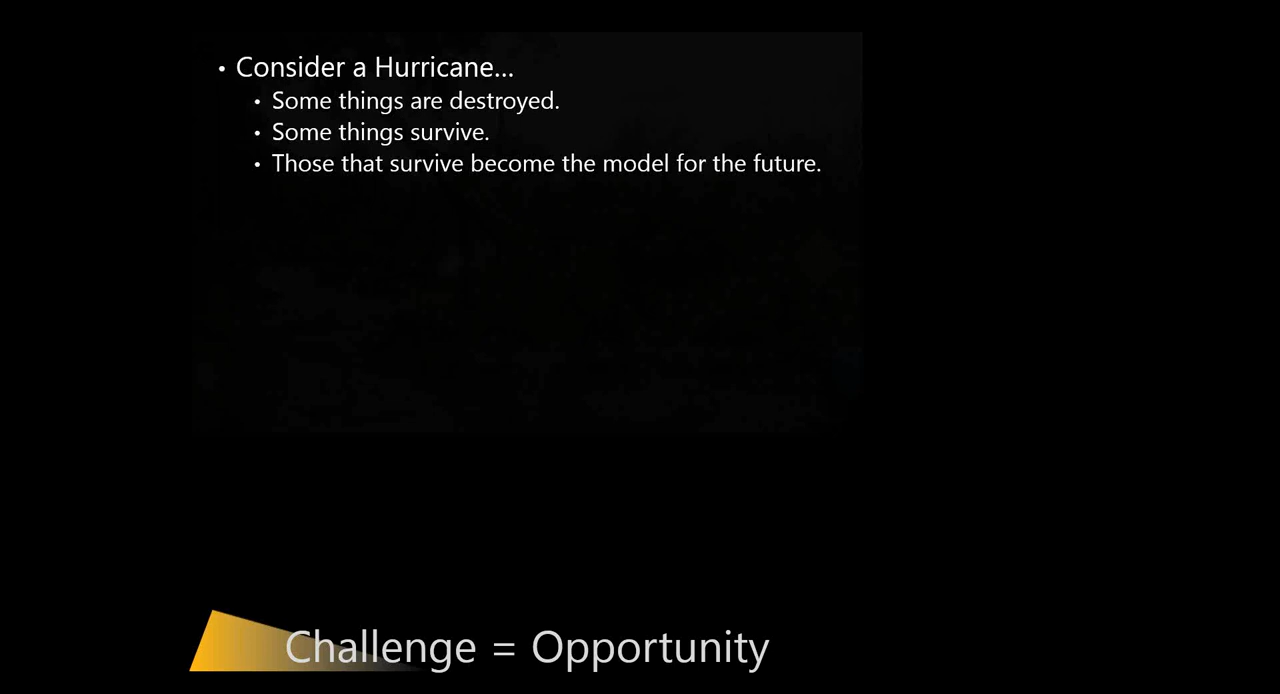 • Consider a Hurricane...
• Some things are destroyed.
• Some things survive.
• Those that survive become the model for the future.
Challenge = Opportunity